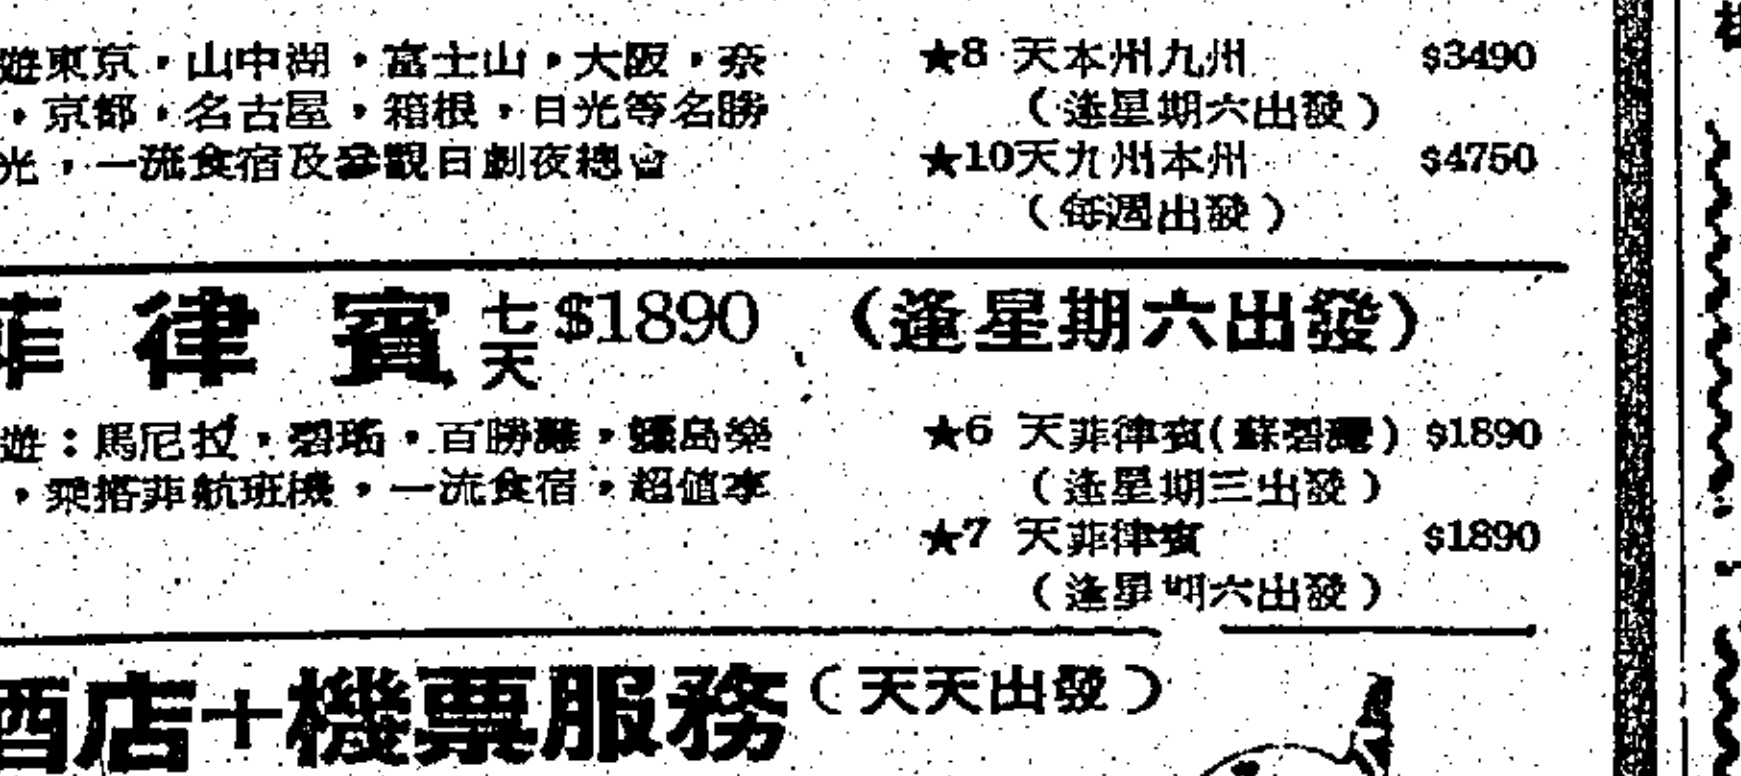 遊東京，山中湖，富士山，大阪，奈
，京都，名古屋，箱根，日光等名勝
光，一流食宿及參觀日劇夜總會
★8 天本州九州 $3490
（逢星期六出發）
★10天九州本州 $4750
（每週出發）
菲律賓 七天 $1890 （逢星期六出發）
遊：馬尼拉，碧瑤，百勝灘，島樂
，乘搭菲航班機，一流食宿，超值享
★6 天菲律賓(蘇碧灣) $1890
（逢星期三出發）
★7 天菲律賓 $1890
（逢星期六出發）
酒店+機票服務（天天出發）